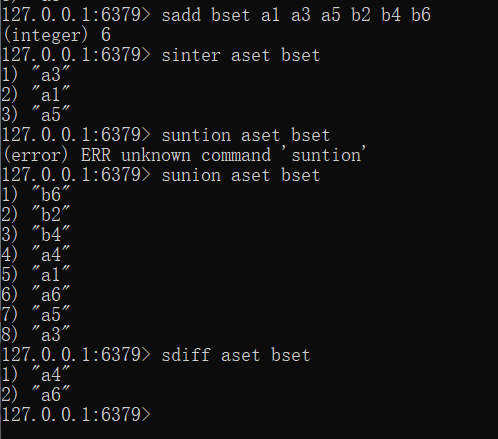 127.0.0.1:6379> sadd bset a1 a3 a5 b2 b4 b6
(integer) 6
127.0.0.1:6379> sinter aset bset
1) "a3"
2) "a1"
3) "a5"
127.0.0.1:6379> suntion aset bset
(error) ERR unknown command 'suntion'
127.0.0.1:6379> sunion aset bset
1) "b6"
2) "b2"
3) "b4"
4) "a4"
5) "a1"
6) "a6"
7) "a5"
8) "a3"
127.0.0.1:6379> sdiff aset bset
1) "a4"
2) "a6"
127.0.0.1:6379>